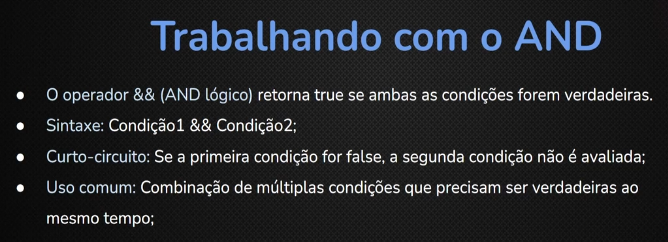 Trabalhando com o AND
● O operador && (AND lógico) retorna true se ambas as condições forem verdadeiras.
● Sintaxe: Condição1 && Condição2;
● Curto-circuito: Se a primeira condição for false, a segunda condição não é avaliada;
● Uso comum: Combinação de múltiplas condições que precisam ser verdadeiras ao
mesmo tempo;